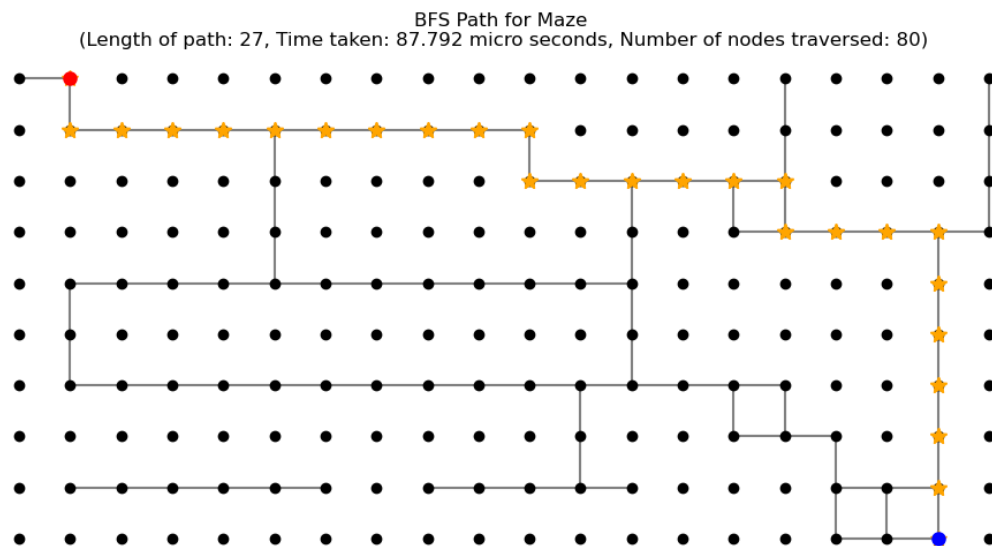 BFS Path for Maze
(Length of path: 27, Time taken: 87.792 micro seconds, Number of nodes traversed: 80)